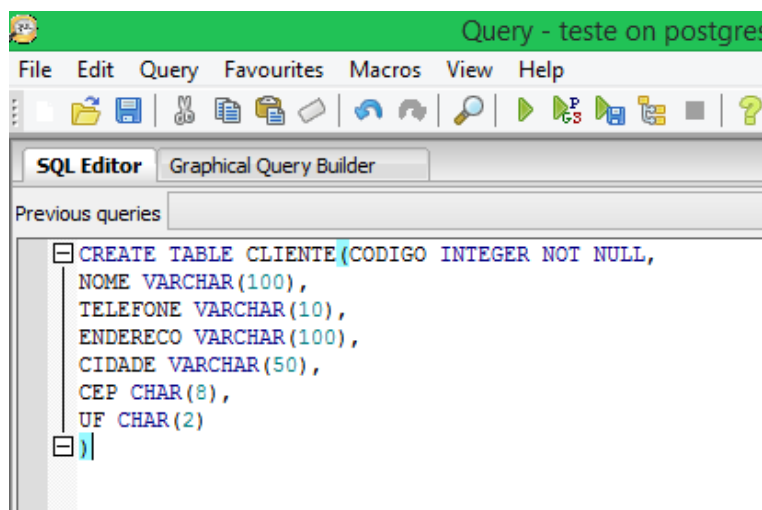 Query - teste on postgres
File Edit Query Favourites Macros View Help
SQL Editor Graphical Query Builder
Previous queries
CREATE TABLE CLIENTE(CODIGO INTEGER NOT NULL,
NOME VARCHAR(100),
TELEFONE VARCHAR(10),
ENDERECO VARCHAR(100),
CIDADE VARCHAR(50),
CEP CHAR(8),
UF CHAR(2)
)